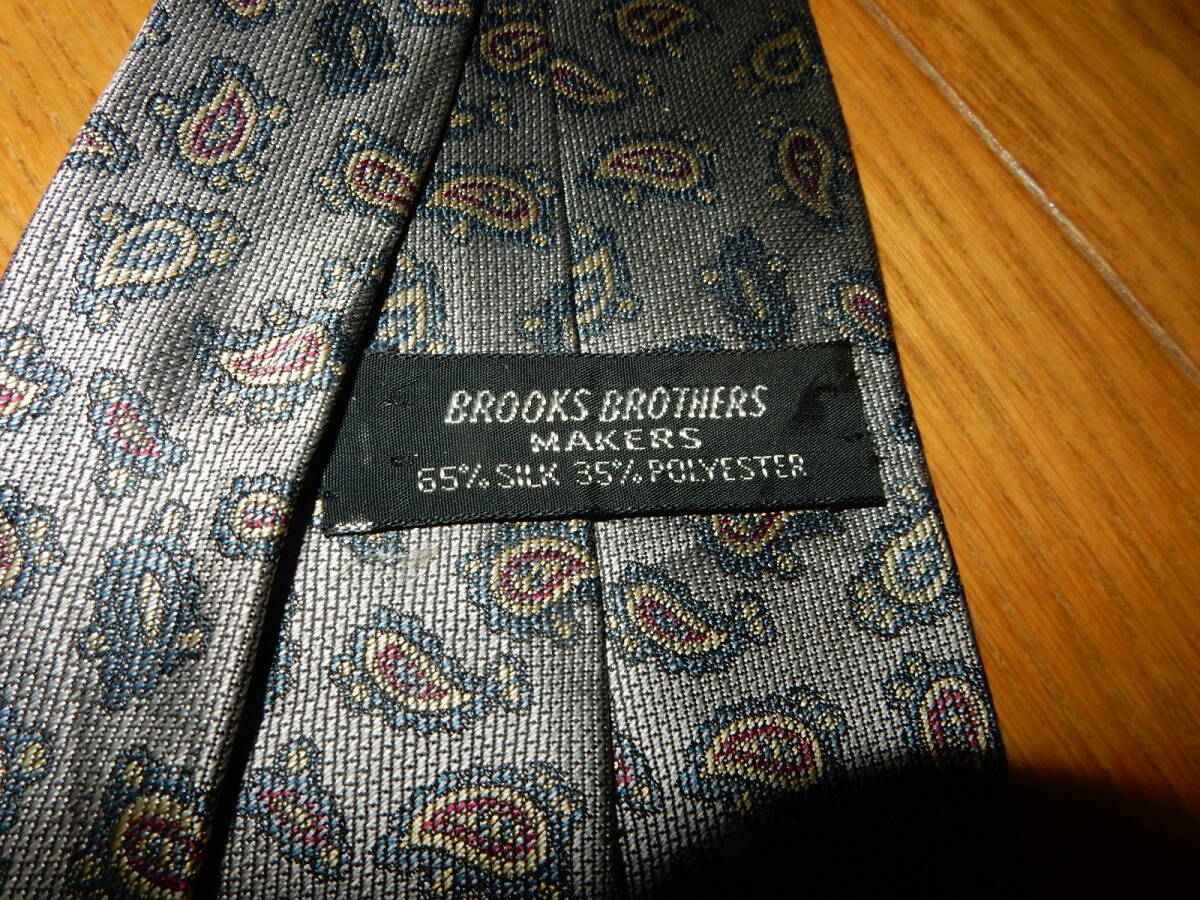 BROOKS BROTHERS
MAKERS
65% SILK 35% POLYESTER